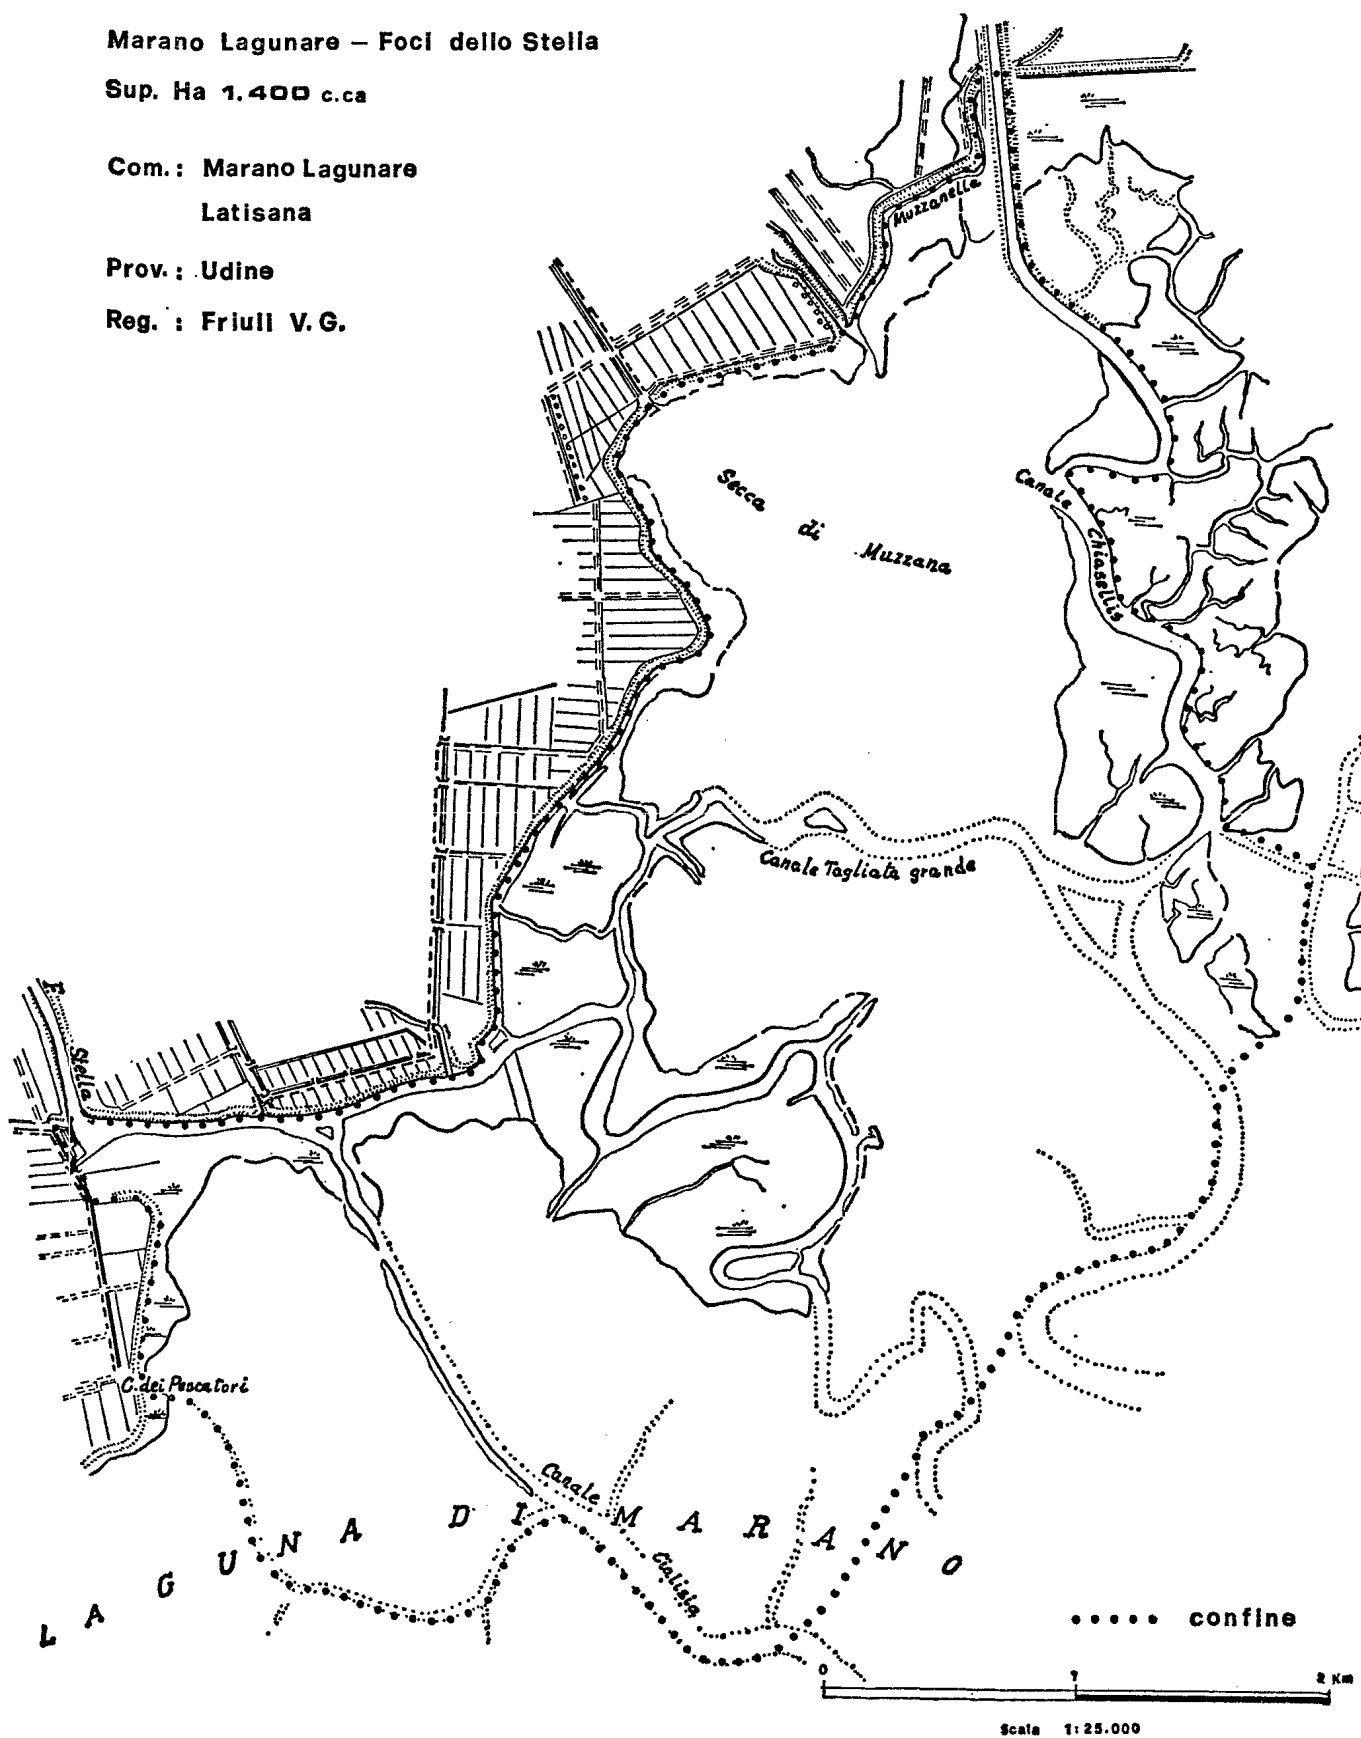 Marano Lagunare – Foci dello Stella
Sup. Ha 1.400 c.ca
Com.: Marano Lagunare
Latisana
Prov.: Udine
Reg. : Friuli V.G.
Muzzanella
Secca di Muzzana
Canale Chiasellis
Canale Tagliata grande
Stella
C. dei Pescatori
Canale Cialisia
LAGUNA DI MARANO
confine
0 1 2 Km
Scala 1:25.000